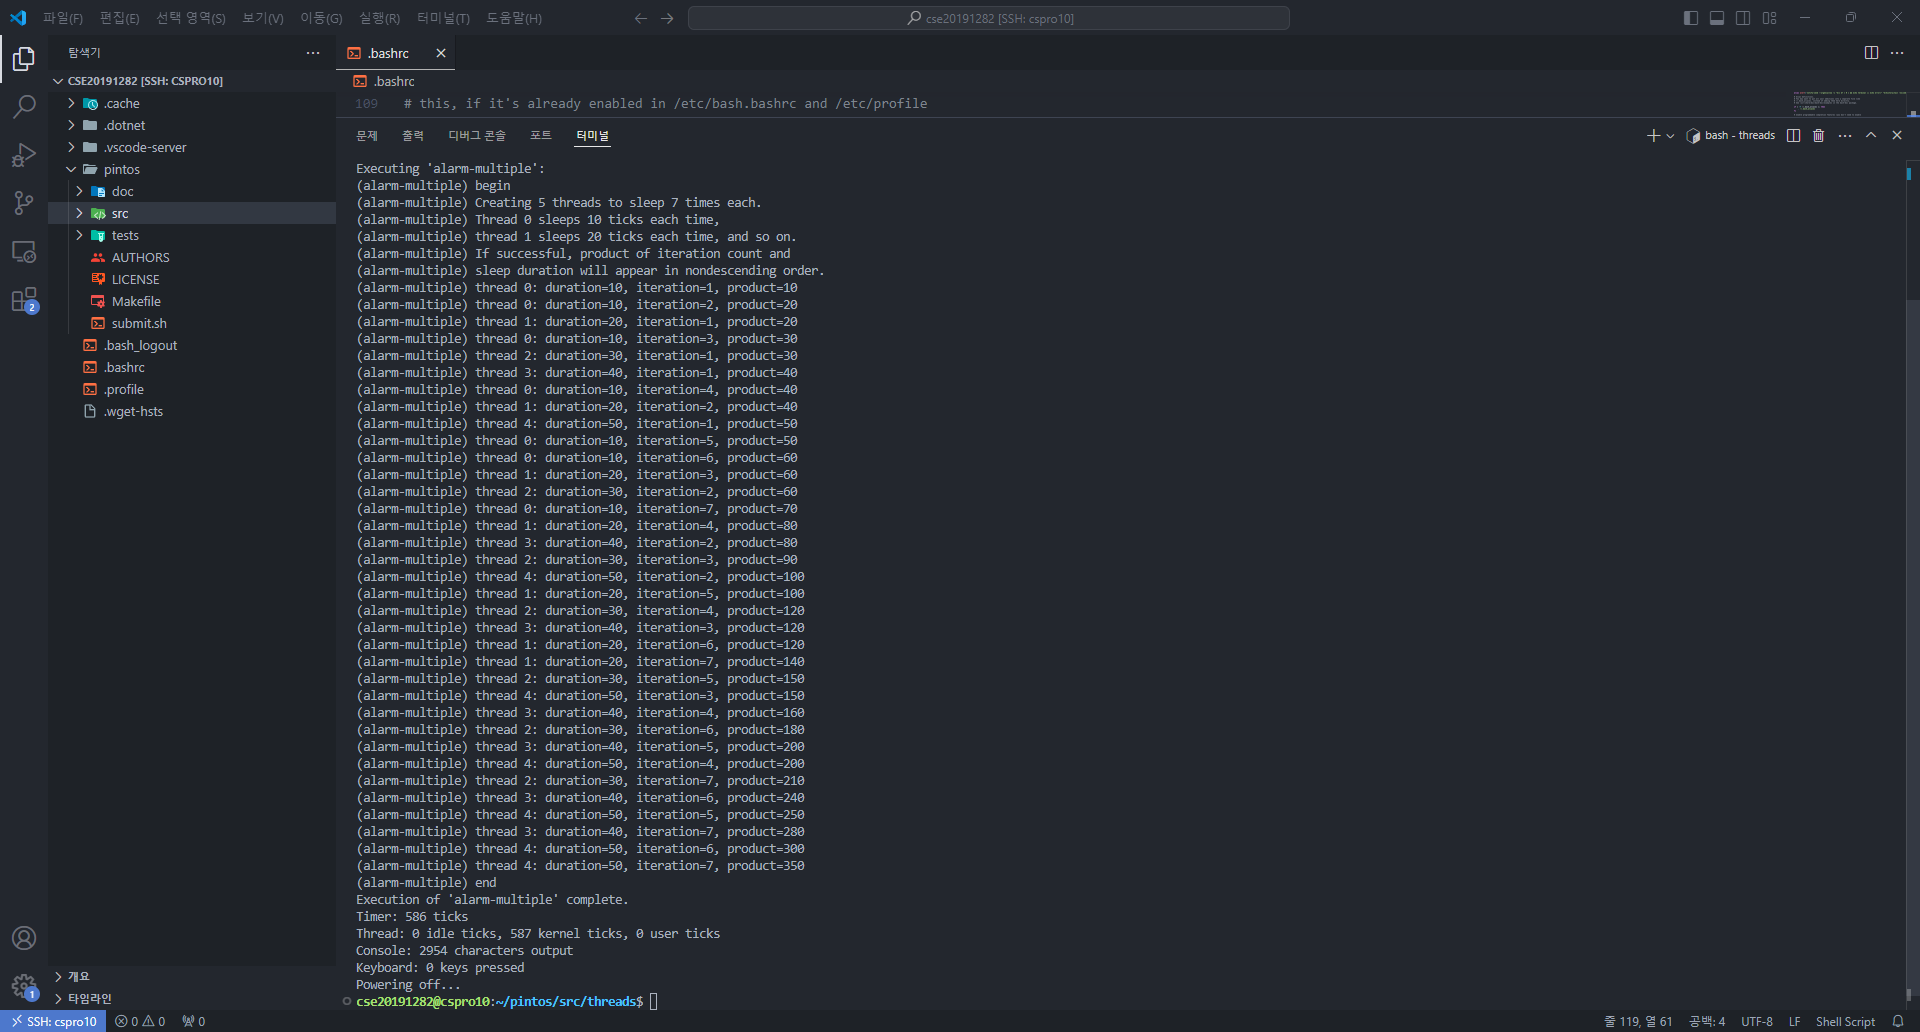 파일(F) 편집(E) 선택 영역(S) 보기(V) 이동(G) 실행(R) 터미널(T) 도움말(H)
cse20191282 [SSH: cspro10]
탐색기
CSE20191282 [SSH: CSPRO10]
.cache
.dotnet
.vscode-server
pintos
doc
src
tests
AUTHORS
LICENSE
Makefile
submit.sh
.bash_logout
.bashrc
.profile
.wget-hsts
개요
타임라인
2
1
.bashrc
.bashrc
109 # this, if it's already enabled in /etc/bash.bashrc and /etc/profile
문제 출력 디버그 콘솔 포트 터미널
bash - threads
Executing 'alarm-multiple':
(alarm-multiple) begin
(alarm-multiple) Creating 5 threads to sleep 7 times each.
(alarm-multiple) Thread 0 sleeps 10 ticks each time,
(alarm-multiple) thread 1 sleeps 20 ticks each time, and so on.
(alarm-multiple) If successful, product of iteration count and
(alarm-multiple) sleep duration will appear in nondescending order.
(alarm-multiple) thread 0: duration=10, iteration=1, product=10
(alarm-multiple) thread 0: duration=10, iteration=2, product=20
(alarm-multiple) thread 1: duration=20, iteration=1, product=20
(alarm-multiple) thread 0: duration=10, iteration=3, product=30
(alarm-multiple) thread 2: duration=30, iteration=1, product=30
(alarm-multiple) thread 3: duration=40, iteration=1, product=40
(alarm-multiple) thread 0: duration=10, iteration=4, product=40
(alarm-multiple) thread 1: duration=20, iteration=2, product=40
(alarm-multiple) thread 4: duration=50, iteration=1, product=50
(alarm-multiple) thread 0: duration=10, iteration=5, product=50
(alarm-multiple) thread 0: duration=10, iteration=6, product=60
(alarm-multiple) thread 1: duration=20, iteration=3, product=60
(alarm-multiple) thread 2: duration=30, iteration=2, product=60
(alarm-multiple) thread 0: duration=10, iteration=7, product=70
(alarm-multiple) thread 1: duration=20, iteration=4, product=80
(alarm-multiple) thread 3: duration=40, iteration=2, product=80
(alarm-multiple) thread 2: duration=30, iteration=3, product=90
(alarm-multiple) thread 4: duration=50, iteration=2, product=100
(alarm-multiple) thread 1: duration=20, iteration=5, product=100
(alarm-multiple) thread 2: duration=30, iteration=4, product=120
(alarm-multiple) thread 3: duration=40, iteration=3, product=120
(alarm-multiple) thread 1: duration=20, iteration=6, product=120
(alarm-multiple) thread 1: duration=20, iteration=7, product=140
(alarm-multiple) thread 2: duration=30, iteration=5, product=150
(alarm-multiple) thread 4: duration=50, iteration=3, product=150
(alarm-multiple) thread 3: duration=40, iteration=4, product=160
(alarm-multiple) thread 2: duration=30, iteration=6, product=180
(alarm-multiple) thread 3: duration=40, iteration=5, product=200
(alarm-multiple) thread 4: duration=50, iteration=4, product=200
(alarm-multiple) thread 2: duration=30, iteration=7, product=210
(alarm-multiple) thread 3: duration=40, iteration=6, product=240
(alarm-multiple) thread 4: duration=50, iteration=5, product=250
(alarm-multiple) thread 3: duration=40, iteration=7, product=280
(alarm-multiple) thread 4: duration=50, iteration=6, product=300
(alarm-multiple) thread 4: duration=50, iteration=7, product=350
(alarm-multiple) end
Execution of 'alarm-multiple' complete.
Timer: 586 ticks
Thread: 0 idle ticks, 587 kernel ticks, 0 user ticks
Console: 2954 characters output
Keyboard: 0 keys pressed
Powering off...
cse20191282@cspro10:~/pintos/src/threads$
SSH: cspro10 0 0 0 줄 119, 열 61 공백: 4 UTF-8 LF Shell Script